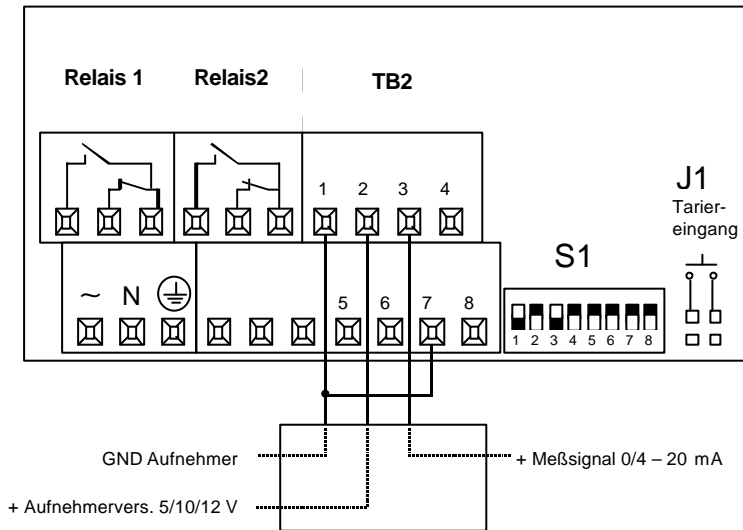 Relais 1 Relais2 TB2
1 2 3 4
J1
Tarier-
eingang
S1
~ N
5 6 7 8
1 2 3 4 5 6 7 8
GND Aufnehmer
+ Meßsignal 0/4 – 20 mA
+ Aufnehmervers. 5/10/12 V